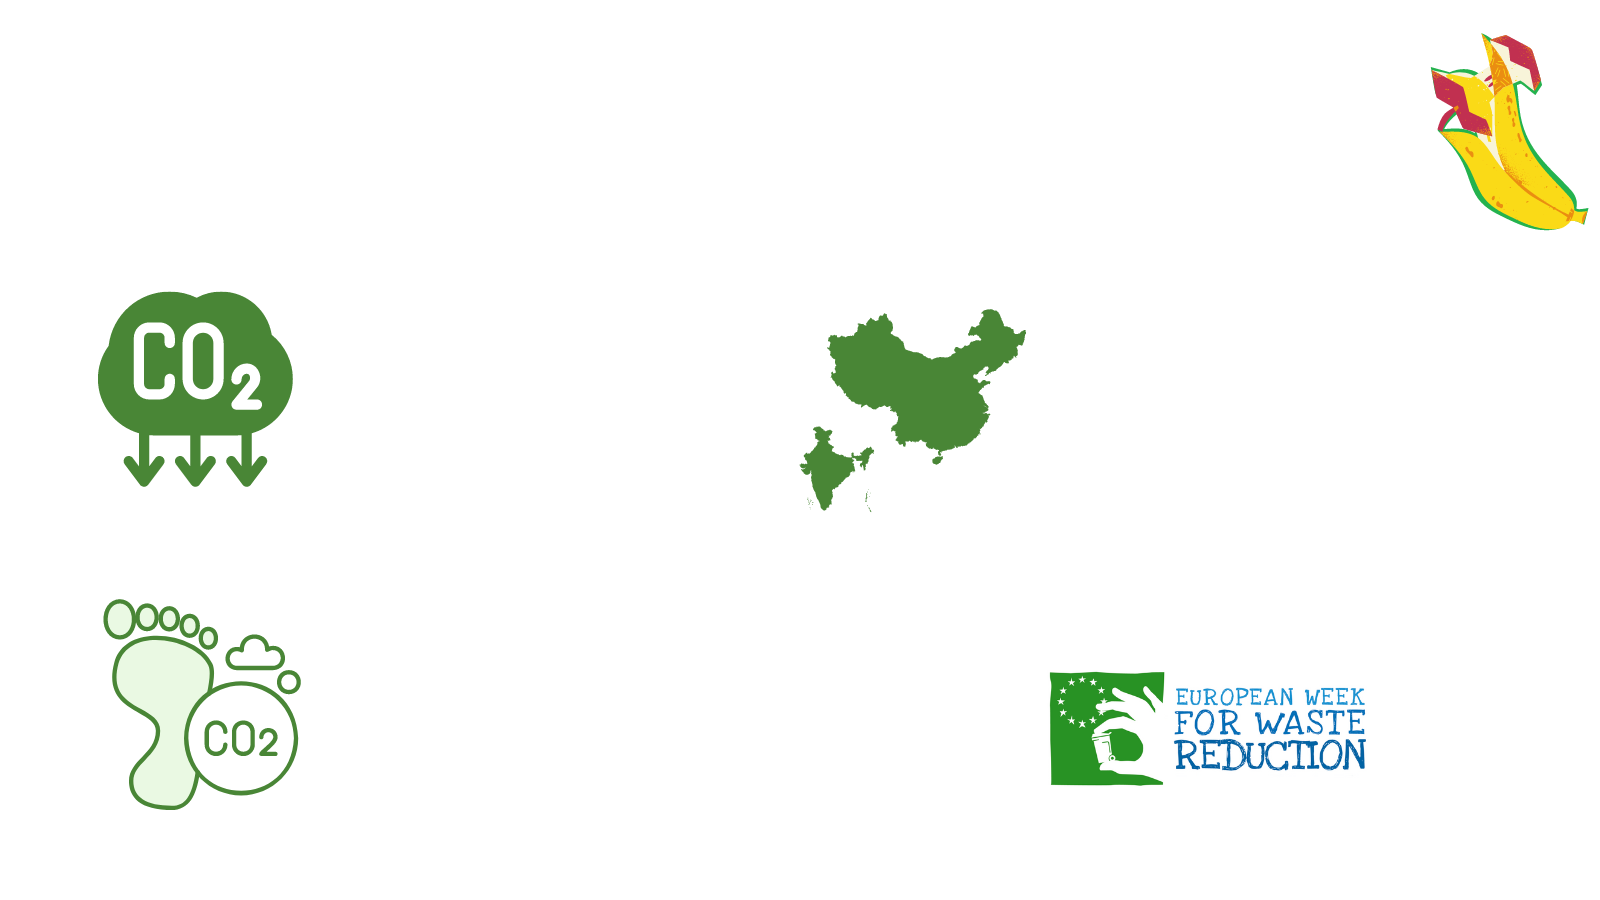 CO2
CO2
EUROPEAN WEEK
FOR WASTE
REDUCTION